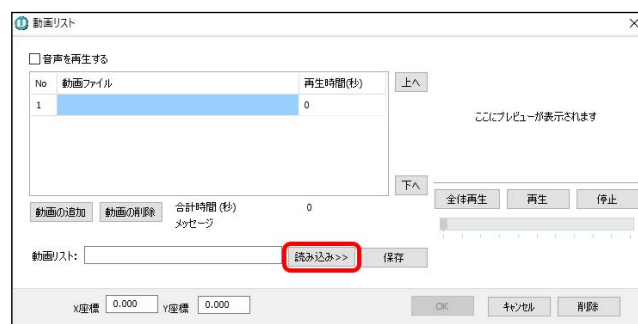 動画リスト
音声を再生する
No 動画ファイル 再生時間(秒)
1 0
上へ
下へ
ここにプレビューが表示されます
全体再生 再生 停止
動画の追加 動画の削除 合計時間(秒) 0
メッセージ
動画リスト: 読み込み>> 保存
X座標 0.000 Y座標 0.000 OK キャンセル 削除